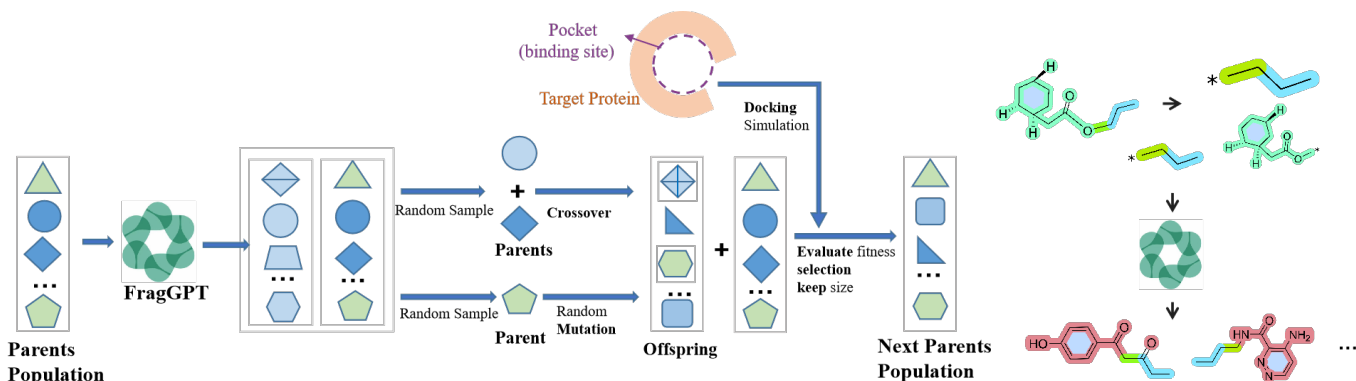 Pocket
(binding site)
Target Protein
Docking
Simulation
Random Sample
+
Crossover
Parents
...
FragGPT
...
...
Random Sample
Parent
Random
Mutation
...
+
...
Offspring
Evaluate fitness
selection
keep size
...
Parents
Population
Next Parents
Population
H
H
H
O
O
*
*
H
H
H
O
O
*
HO
O
O
HN
O
NH₂
N
N
...